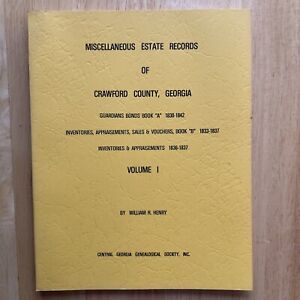 MISCELLANEOUS ESTATE RECORDS
OF
CRAWFORD COUNTY, GEORGIA
GUARDIANS BONDS BOOK "A" 1830-1842
INVENTORIES, APPRAISEMENTS, SALES & VOUCHERS, BOOK "B" 1833-1837
INVENTORIES & APPRAISEMENTS 1836-1837
VOLUME I
BY WILLIAM R. HENRY
CENTRAL GEORGIA GENEALOGICAL SOCIETY, INC.